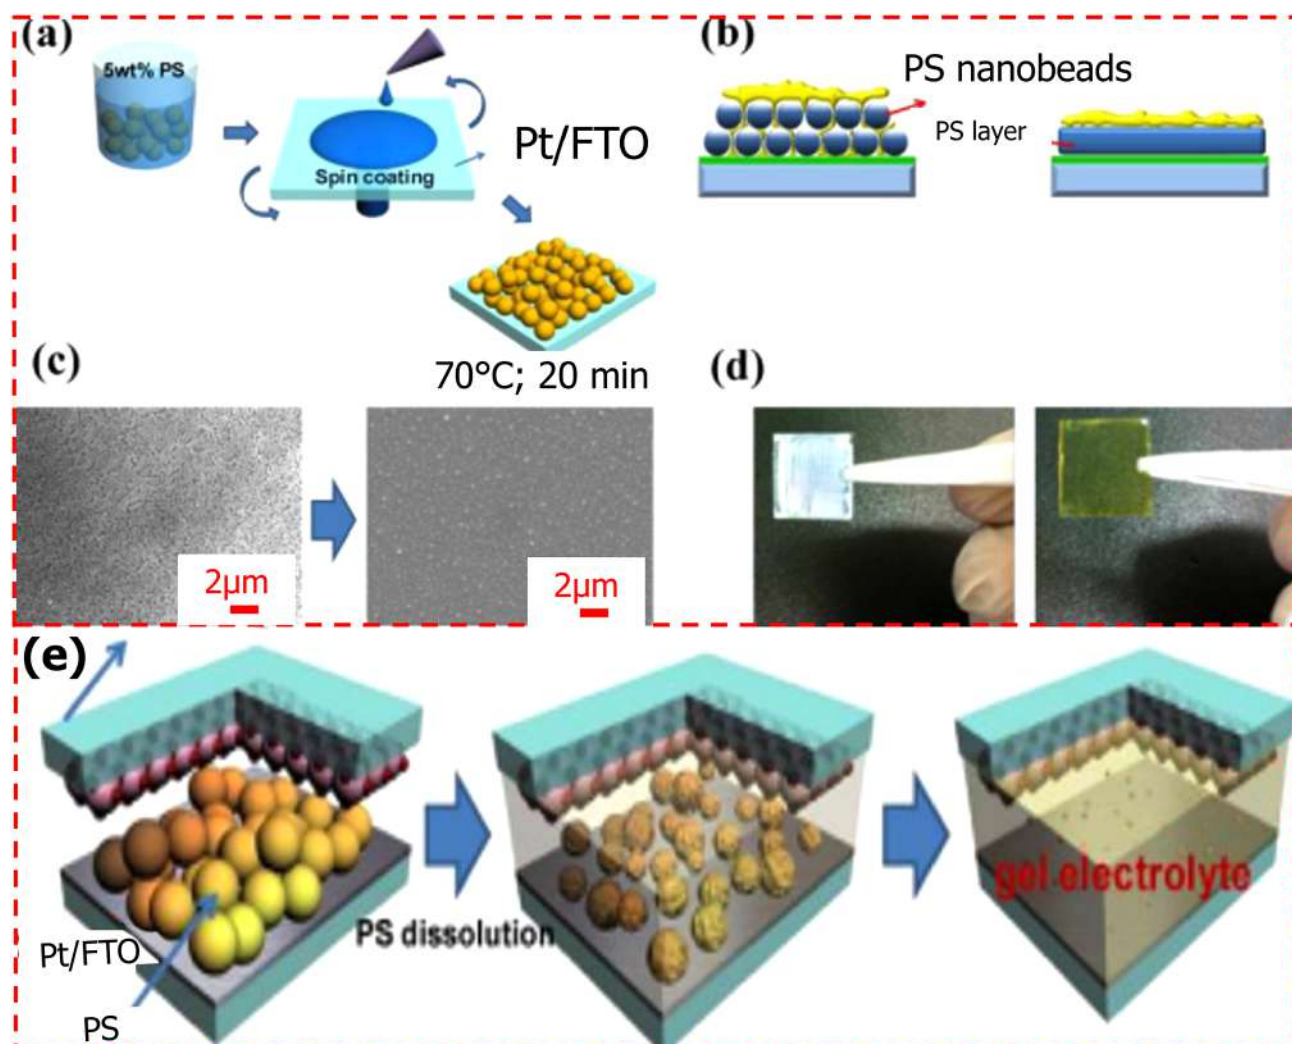 (a)
5wt% PS
Spin coating
Pt/FTO
(b)
PS nanobeads
PS layer
(c)
70°C; 20 min
2μm
2μm
(d)
(e)
Pt/FTO
PS
PS dissolution
gel electrolyte